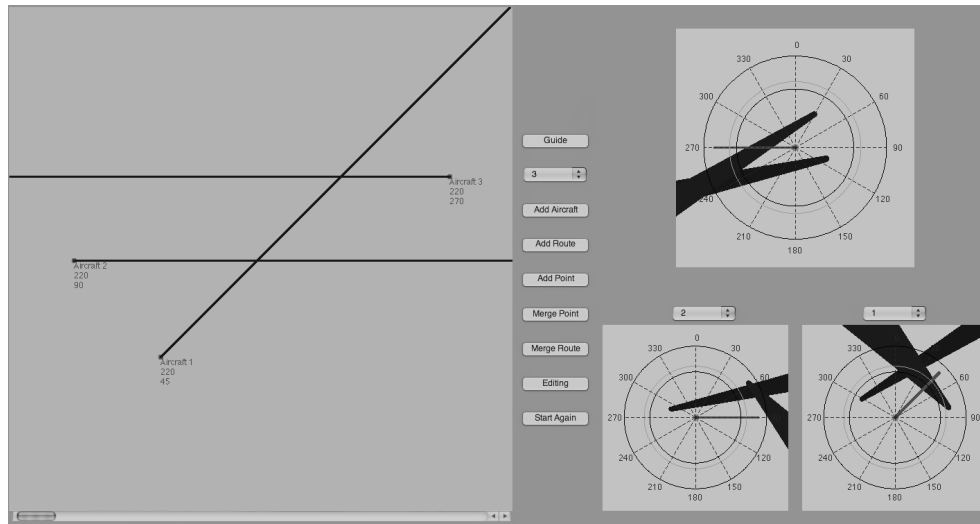 Aircraft 3
220
270
Aircraft 2
220
90
Aircraft 1
220
45
Guide
3
Add Aircraft
Add Route
Add Point
Merge Point
Merge Route
Editing
Start Again
0
330 30
300 60
270 90
240 120
210 150
180
2
0
330 30
300 60
270
240 120
210 150
180
1
0
330 30
300 60
270 90
240 120
210 150
180